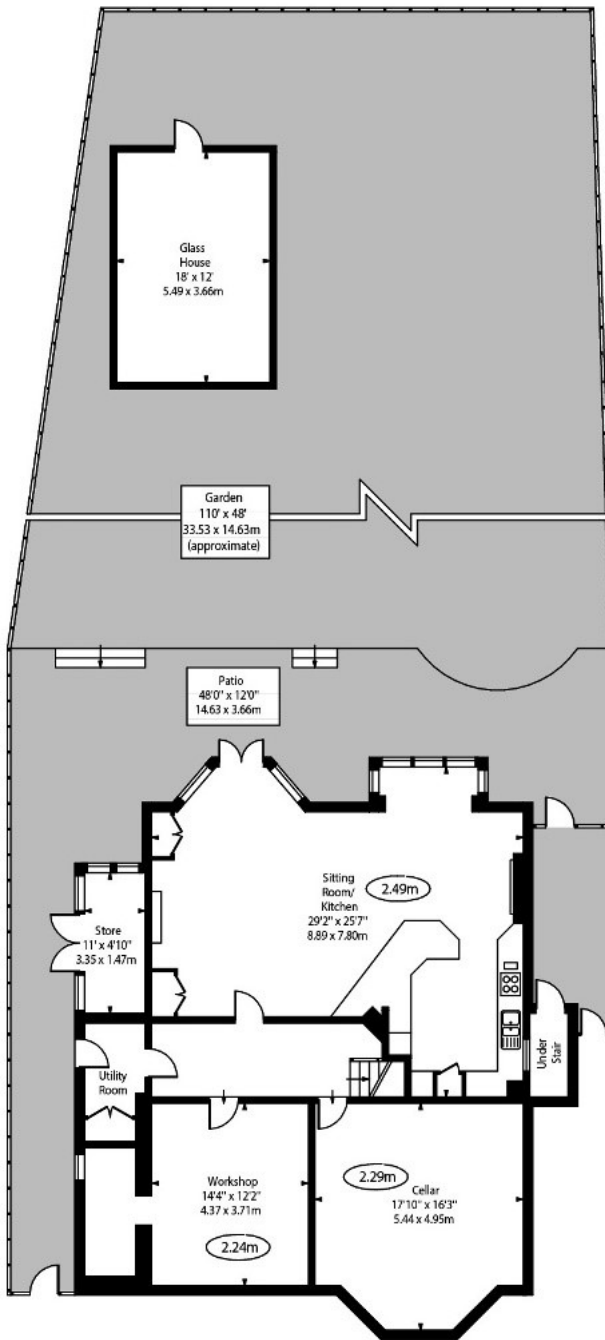 Glass
House
18' x 12'
5.49 x 3.66m
Garden
110' x 48'
33.53 x 14.63m
(approximate)
Patio
48'0" x 12'0"
14.63 x 3.66m
Sitting
Room/
Kitchen
29'2" x 25'7"
8.89 x 7.80m
2.49m
Store
11' x 4'10"
3.35 x 1.47m
Utility
Room
Under
Stair
Workshop
14'4" x 12'2"
4.37 x 3.71m
2.24m
2.29m
Cellar
17'10" x 16'3"
5.44 x 4.95m